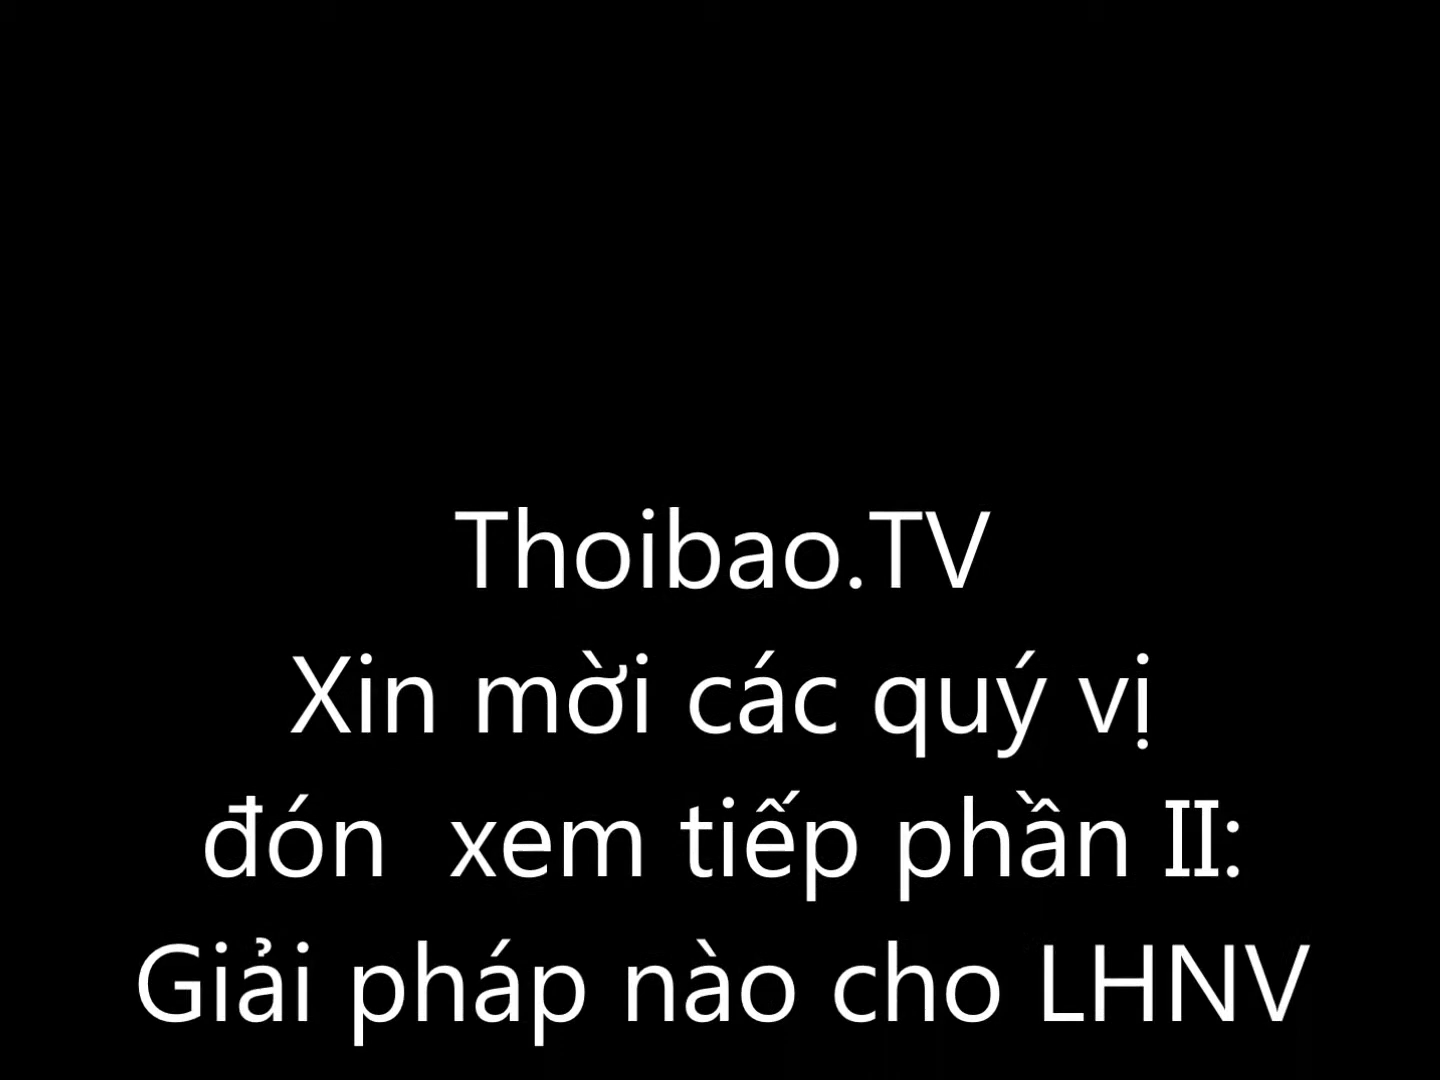 Thoibao.TV
Xin mời các quý vị
đón  xem tiếp phần II:
Giải pháp nào cho LHNV